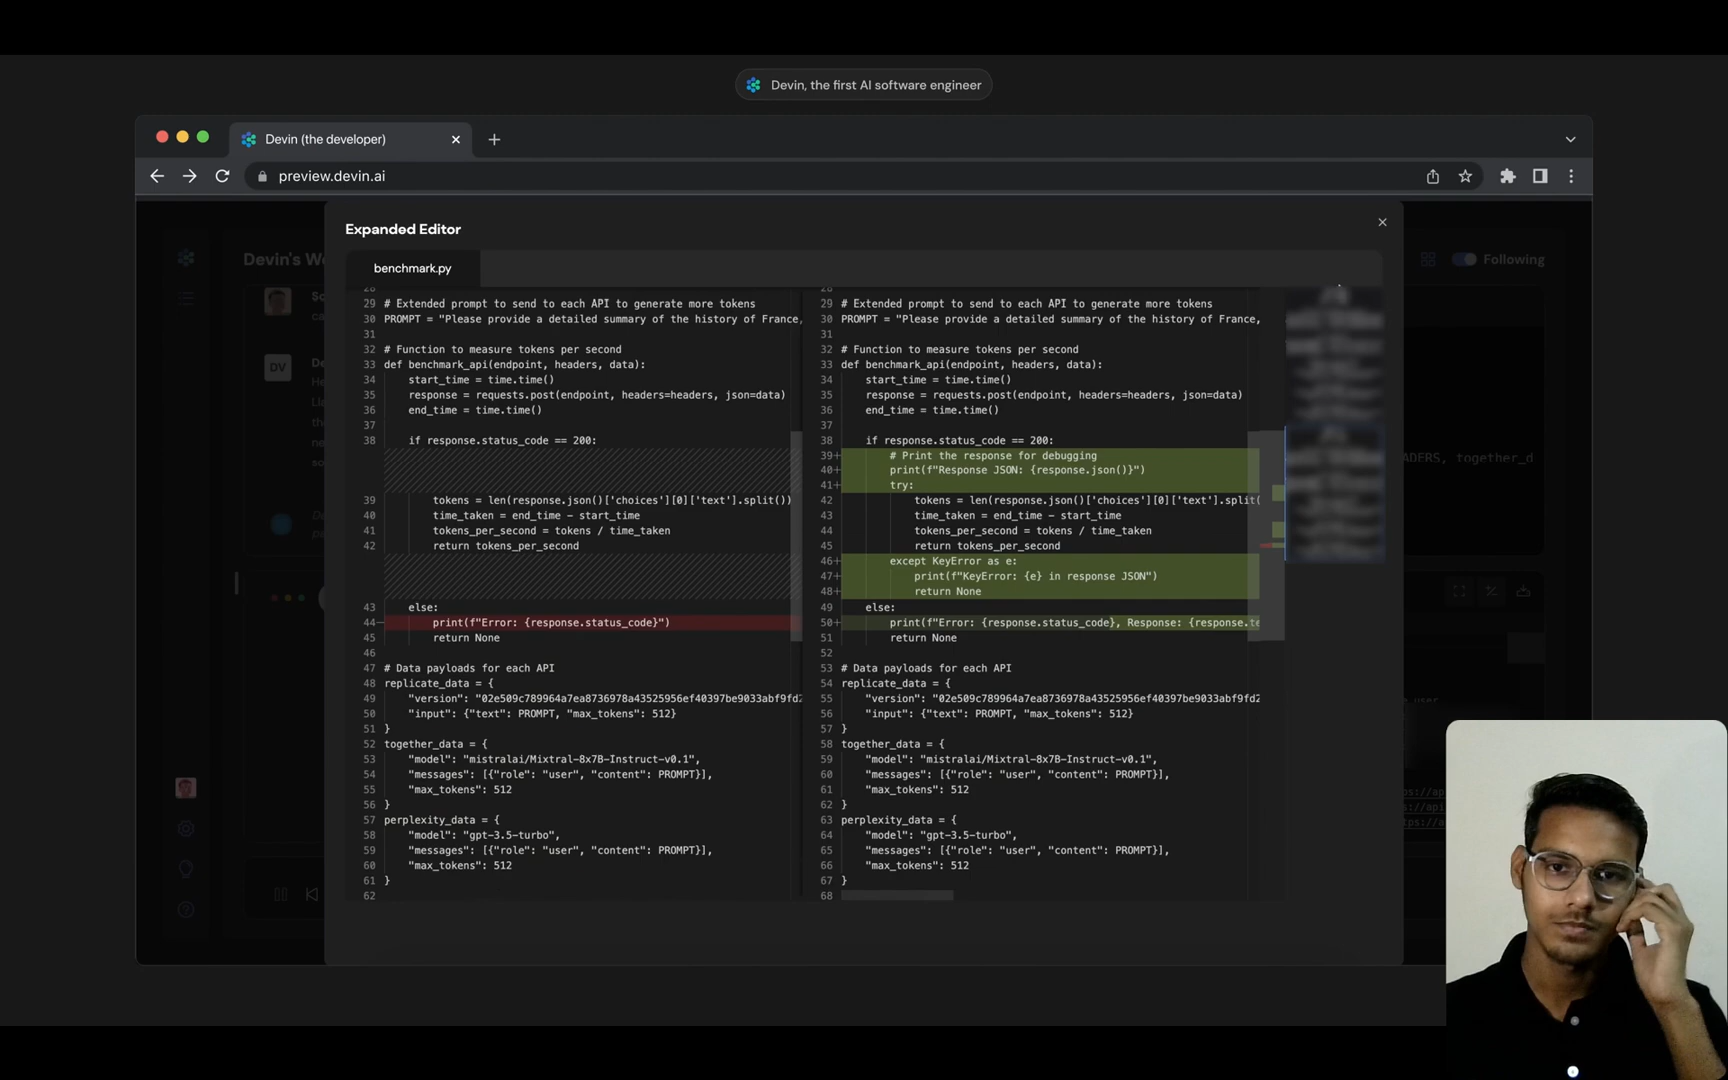 Devin, the first AI software engineer
Devin (the developer)
preview.devin.ai
Expanded Editor
Devin's W
Following
benchmark.py
28
29 # Extended prompt to send to each API to generate more tokens
30 PROMPT = "Please provide a detailed summary of the history of France,
31
32 # Function to measure tokens per second
33 def benchmark_api(endpoint, headers, data):
34 start_time = time.time()
35 response = requests.post(endpoint, headers=headers, json=data)
36 end_time = time.time()
37
38 if response.status_code == 200:
39 tokens = len(response.json()['choices'][0]['text'].split())
40 time_taken = end_time - start_time
41 tokens_per_second = tokens / time_taken
42 return tokens_per_second
43 else:
44- print(f"Error: {response.status_code}")
45 return None
46
47 # Data payloads for each API
48 replicate_data = {
49 "version": "02e509c789964a7ea8736978a43525956ef40397be9033abf9fd2
50 "input": {"text": PROMPT, "max_tokens": 512}
51 }
52 together_data = {
53 "model": "mistralai/Mixtral-8x7B-Instruct-v0.1",
54 "messages": [{"role": "user", "content": PROMPT}],
55 "max_tokens": 512
56 }
57 perplexity_data = {
58 "model": "gpt-3.5-turbo",
59 "messages": [{"role": "user", "content": PROMPT}],
60 "max_tokens": 512
61 }
62
28
29 # Extended prompt to send to each API to generate more tokens
30 PROMPT = "Please provide a detailed summary of the history of France,
31
32 # Function to measure tokens per second
33 def benchmark_api(endpoint, headers, data):
34 start_time = time.time()
35 response = requests.post(endpoint, headers=headers, json=data)
36 end_time = time.time()
37
38 if response.status_code == 200:
39+ # Print the response for debugging
40+ print(f"Response JSON: {response.json()}")
41+ try:
42 tokens = len(response.json()['choices'][0]['text'].split(
43 time_taken = end_time - start_time
44 tokens_per_second = tokens / time_taken
45 return tokens_per_second
46+ except KeyError as e:
47+ print(f"KeyError: {e} in response JSON")
48+ return None
49 else:
50+ print(f"Error: {response.status_code}, Response: {response.te
51 return None
52
53 # Data payloads for each API
54 replicate_data = {
55 "version": "02e509c789964a7ea8736978a43525956ef40397be9033abf9fd2
56 "input": {"text": PROMPT, "max_tokens": 512}
57 }
58 together_data = {
59 "model": "mistralai/Mixtral-8x7B-Instruct-v0.1",
60 "messages": [{"role": "user", "content": PROMPT}],
61 "max_tokens": 512
62 }
63 perplexity_data = {
64 "model": "gpt-3.5-turbo",
65 "messages": [{"role": "user", "content": PROMPT}],
66 "max_tokens": 512
67 }
68
DV
ADERS, together_d